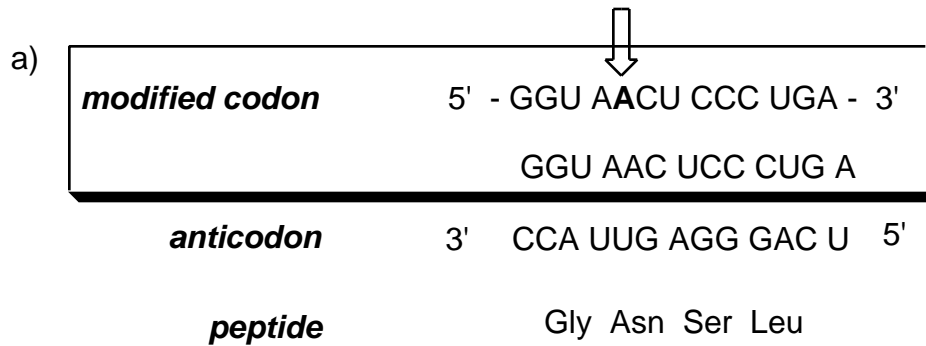 a)
modified codon 5' - GGU AACU CCC UGA - 3'
GGU AAC UCC CUG A
anticodon 3' CCA UUG AGG GAC U 5'
peptide Gly Asn Ser Leu